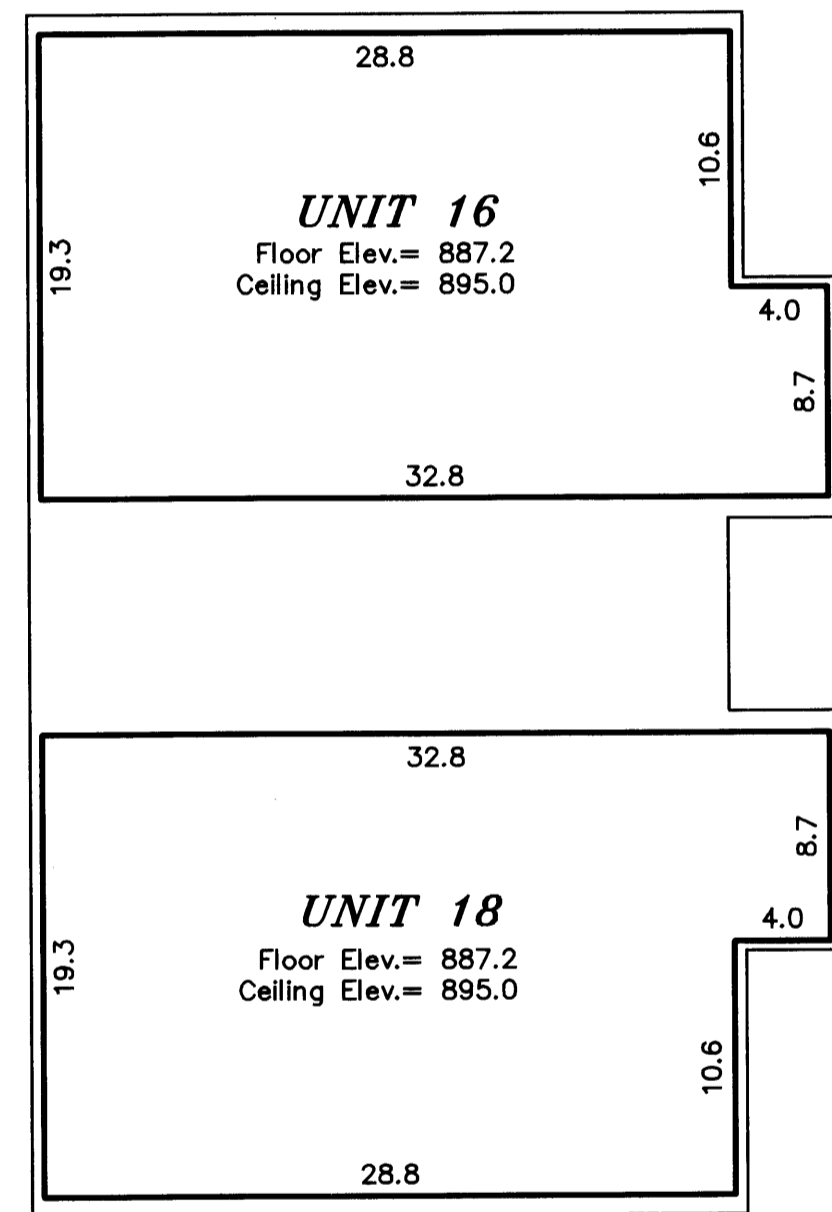 28.8
10.6
UNIT 16
Floor Elev.= 887.2
Ceiling Elev.= 895.0
19.3
4.0
8.7
32.8
32.8
8.7
UNIT 18
4.0
Floor Elev.= 887.2
Ceiling Elev.= 895.0
19.3
10.6
28.8